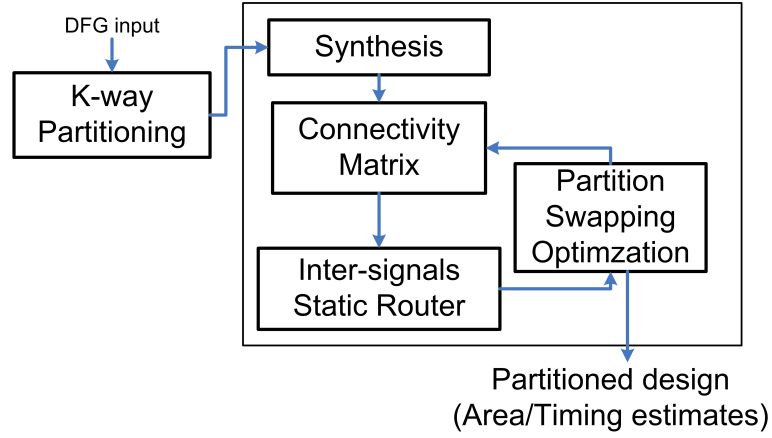 DFG input
K-way
Partitioning
Synthesis
Connectivity
Matrix
Inter-signals
Static Router
Partition
Swapping
Optimzation
Partitioned design
(Area/Timing estimates)